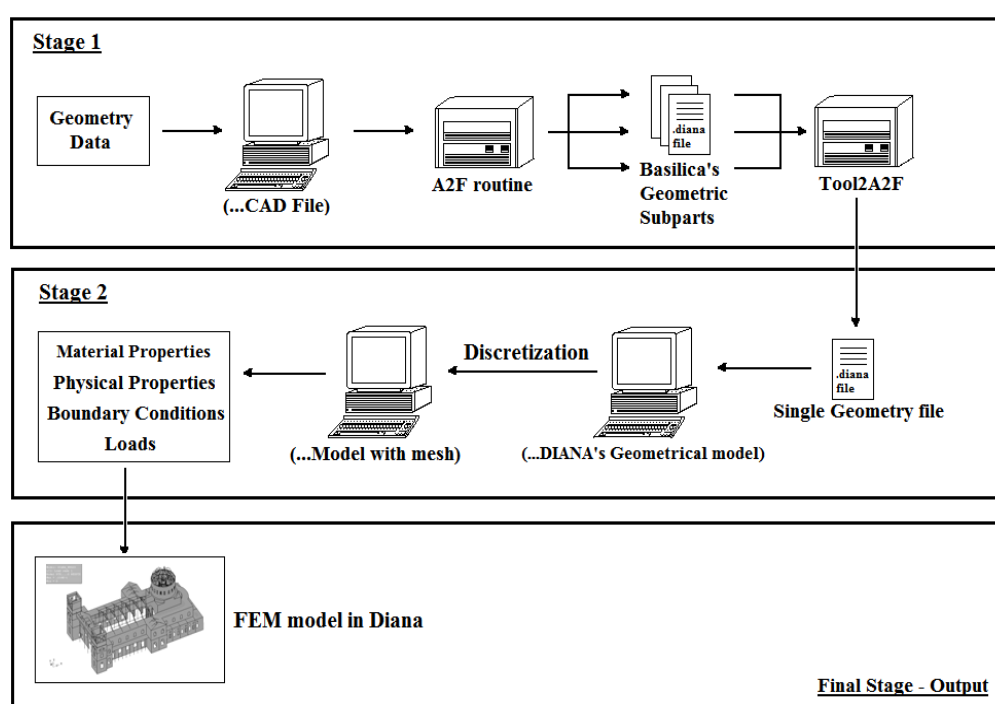 Stage 1
Geometry
Data
(...CAD File)
A2F routine
.diana
file
Basilica's
Geometric
Subparts
Tool2A2F
Stage 2
Material Properties
Physical Properties
Boundary Conditions
Loads
(...Model with mesh)
Discretization
(...DIANA's Geometrical model)
.diana
file
Single Geometry file
FEM model in Diana
Final Stage - Output